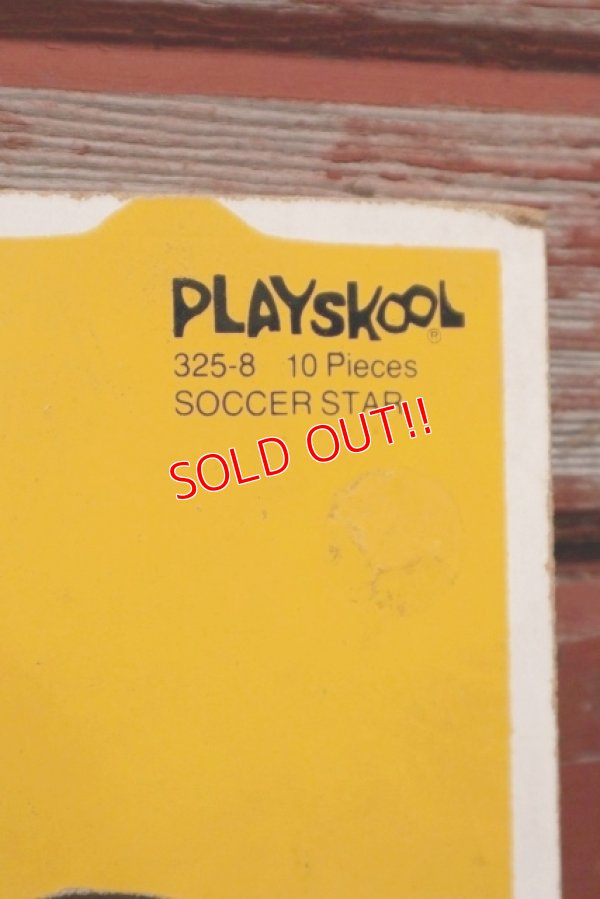 PLAYSKOOL®
325-8 10 Pieces
SOCCER STAR
SOLD OUT!!